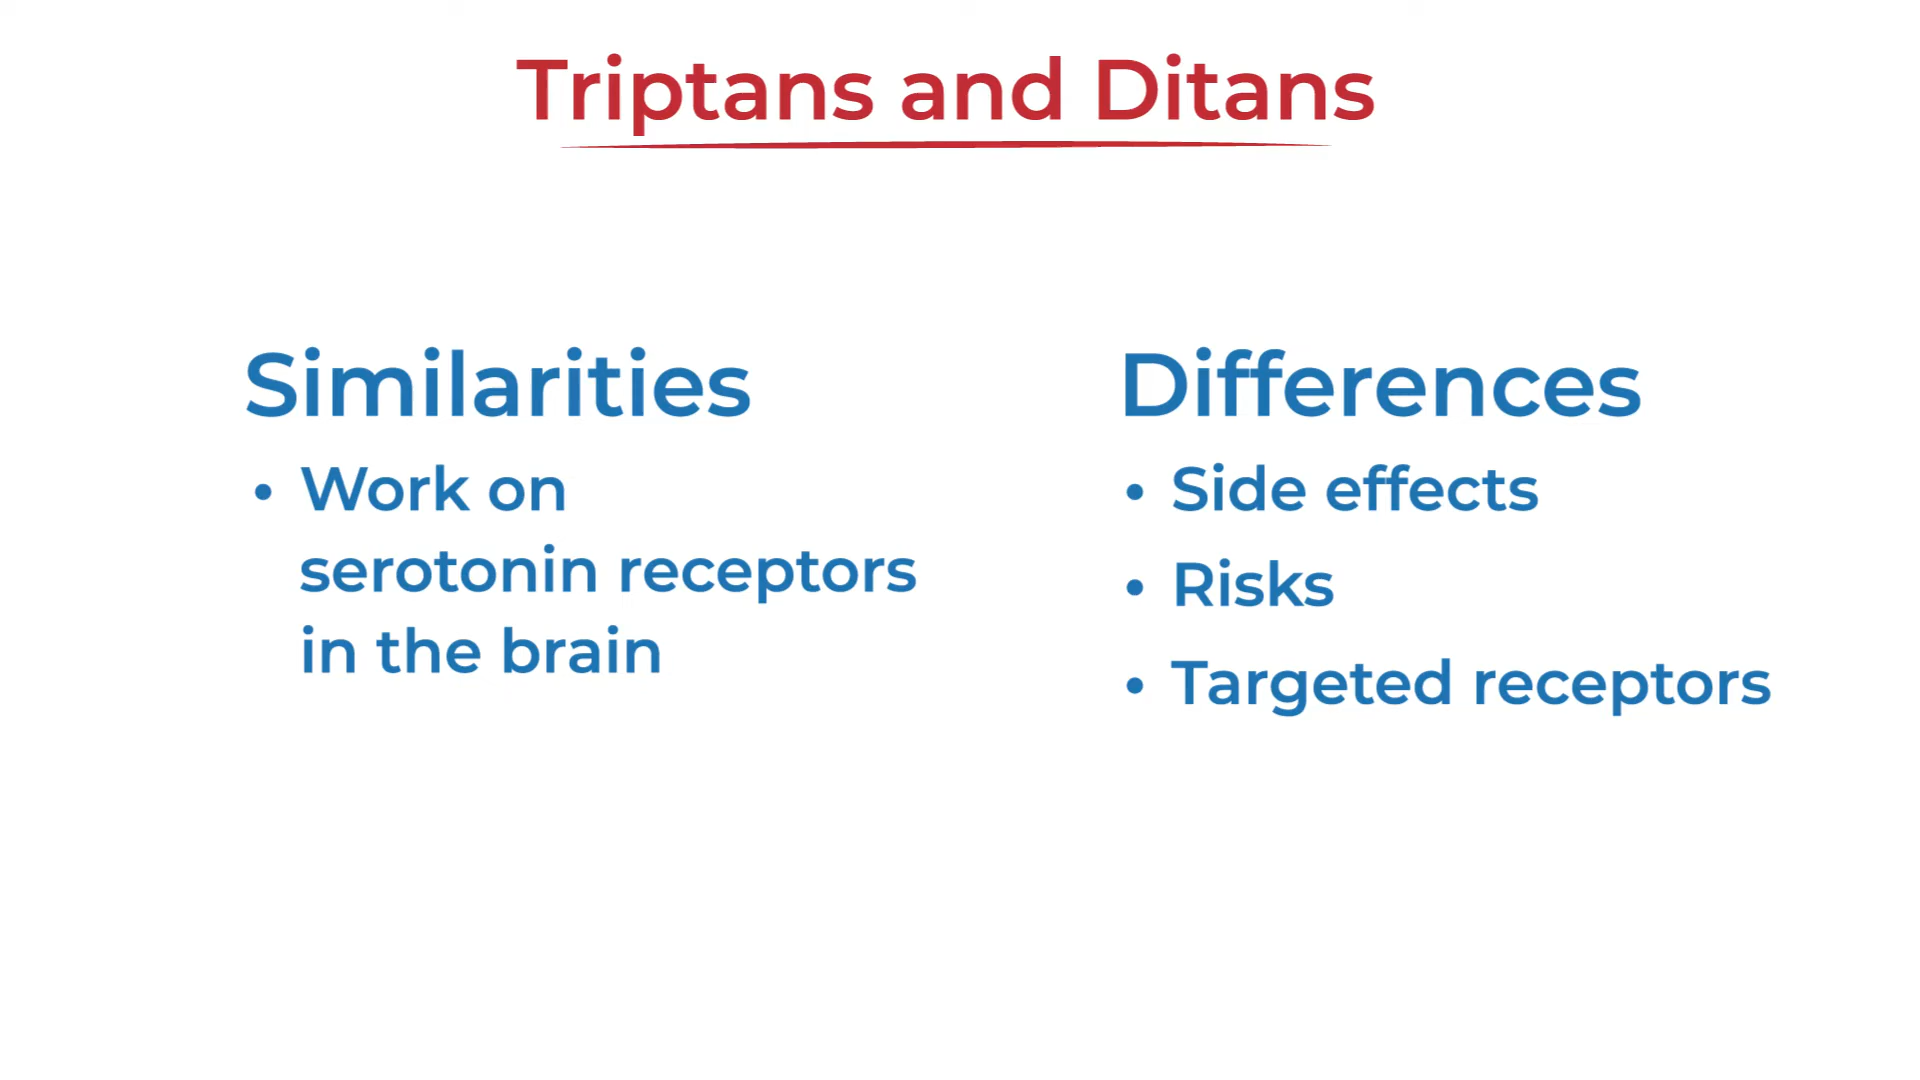 Triptans and Ditans
Similarities
• Work on
serotonin receptors
in the brain
Differences
• Side effects
• Risks
• Targeted receptors